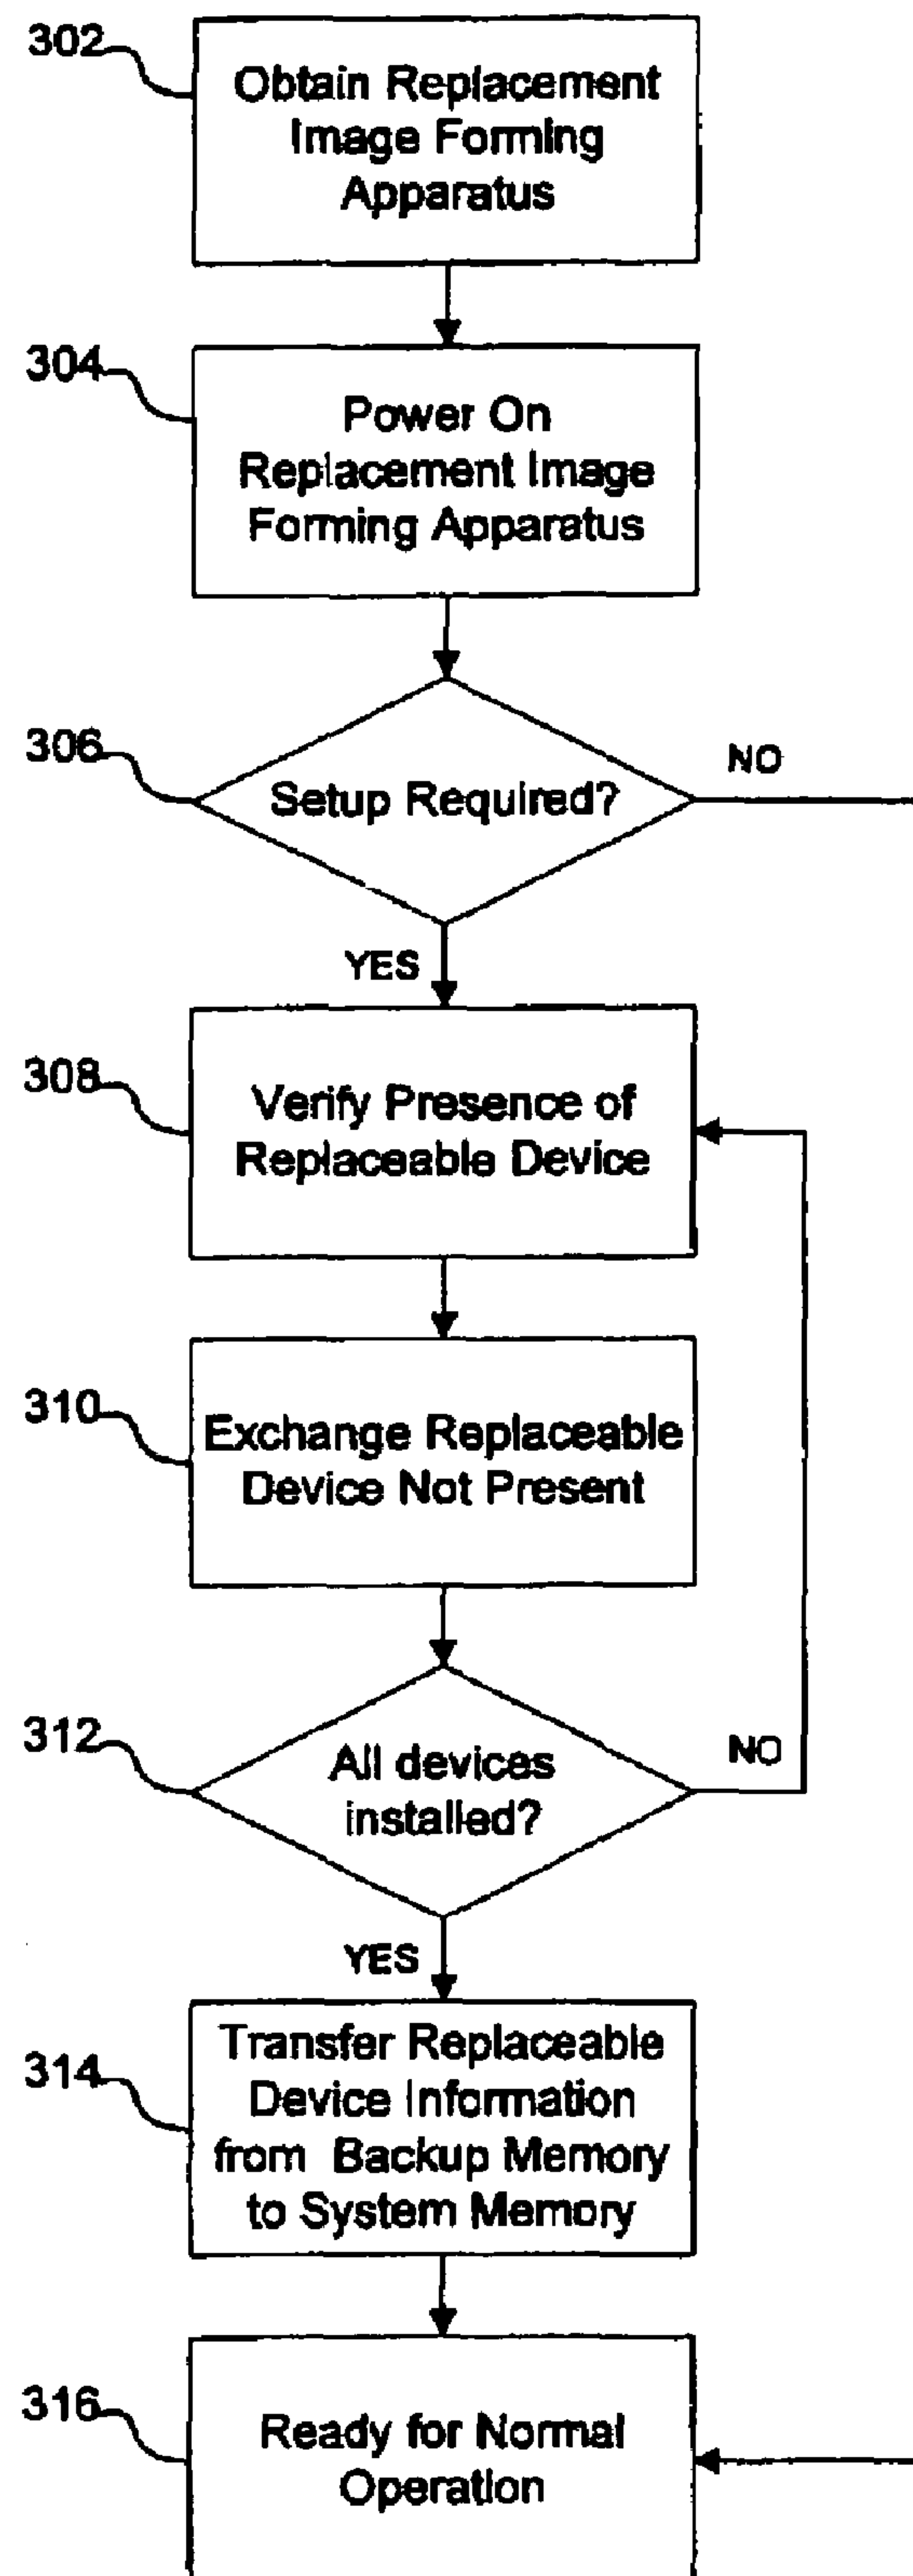 302
Obtain Replacement
Image Forming
Apparatus
304
Power On
Replacement Image
Forming Apparatus
306
Setup Required?
NO
YES
308
Verify Presence of
Replaceable Device
310
Exchange Replaceable
Device Not Present
312
All devices
installed?
NO
YES
314
Transfer Replaceable
Device Information
from Backup Memory
to System Memory
316
Ready for Normal
Operation